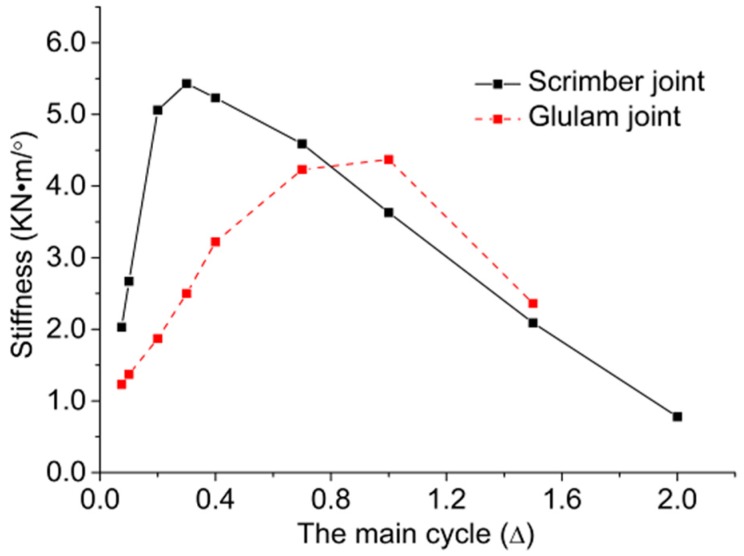 6.0
5.0
4.0
3.0
2.0
1.0
0.0
Stiffness (KN•m/°)
Scrimber joint
Glulam joint
0.0 0.4 0.8 1.2 1.6 2.0
The main cycle (Δ)